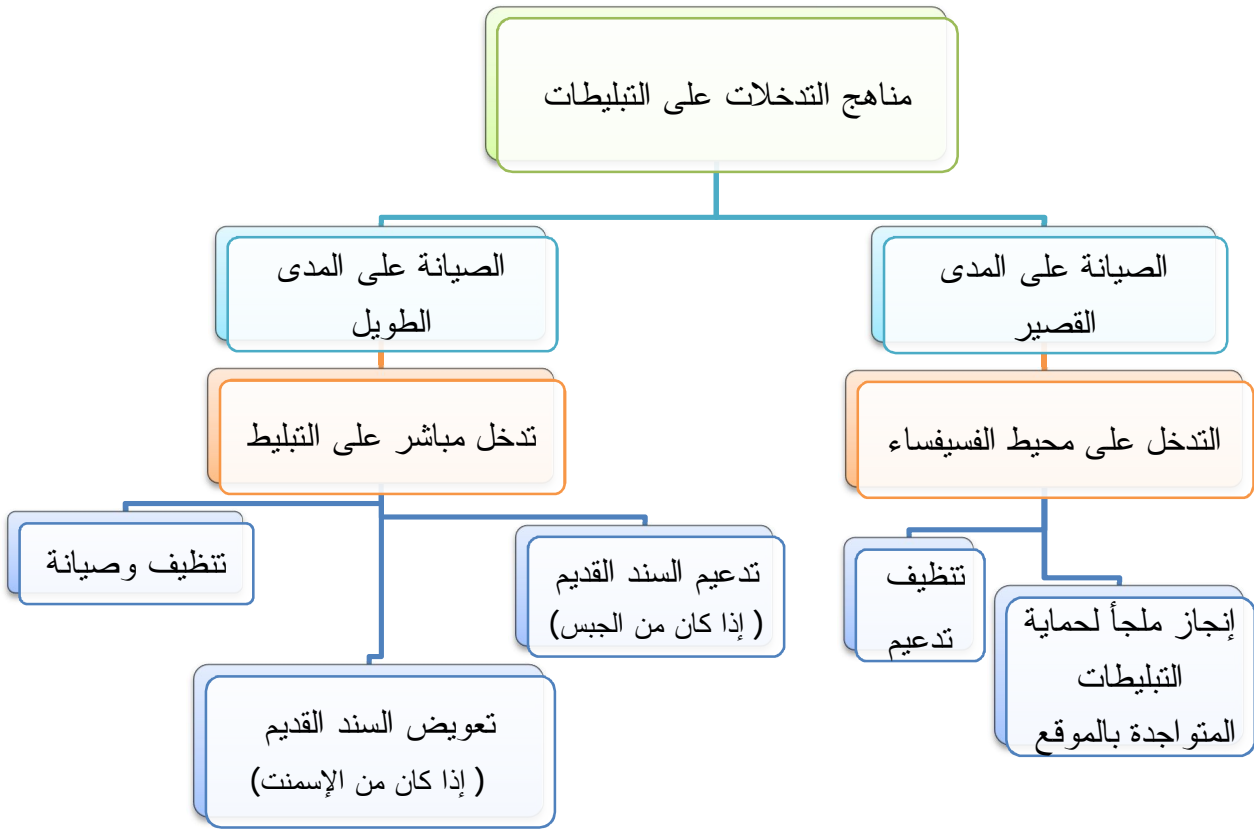 مناهج التدخلات على التبليطات
الصيانة على المدى
القصير
الصيانة على المدى
الطويل
التدخل على محيط الفسيفساء
تدخل مباشر على التبليط
إنجاز ملجأ لحماية
التبليطات
المتواجدة بالموقع
تنظيف
تدعيم
تدعيم السند القديم
( إذا كان من الجبس)
تعويض السند القديم
( إذا كان من الإسمنت)
تنظيف وصيانة